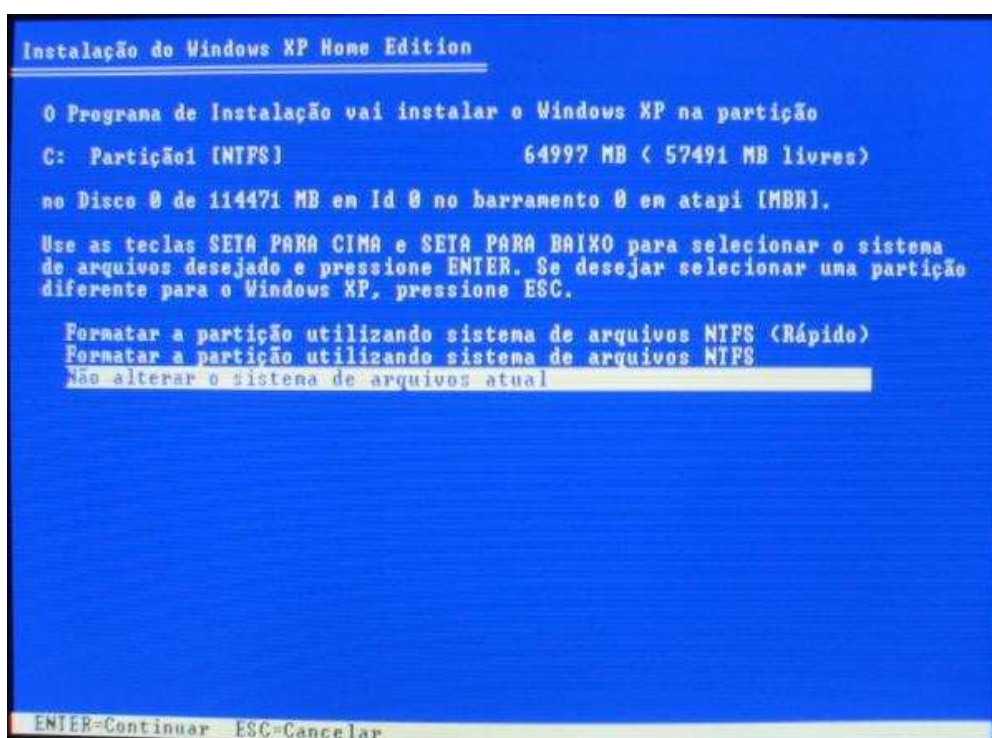 Instalação do Windows XP Home Edition
O Programa de Instalação vai instalar o Windows XP na partição
C:  Partição1 [NTFS]                    64997 MB ( 57491 MB livres)
no Disco 0 de 114471 MB em Id 0 no barramento 0 em atapi [MBR].
Use as teclas SETA PARA CIMA e SETA PARA BAIXO para selecionar o sistema
de arquivos desejado e pressione ENTER. Se desejar selecionar uma partição
diferente para o Windows XP, pressione ESC.
Formatar a partição utilizando sistema de arquivos NTFS (Rápido)
Formatar a partição utilizando sistema de arquivos NTFS
Não alterar o sistema de arquivos atual
ENTER=Continuar  ESC=Cancelar